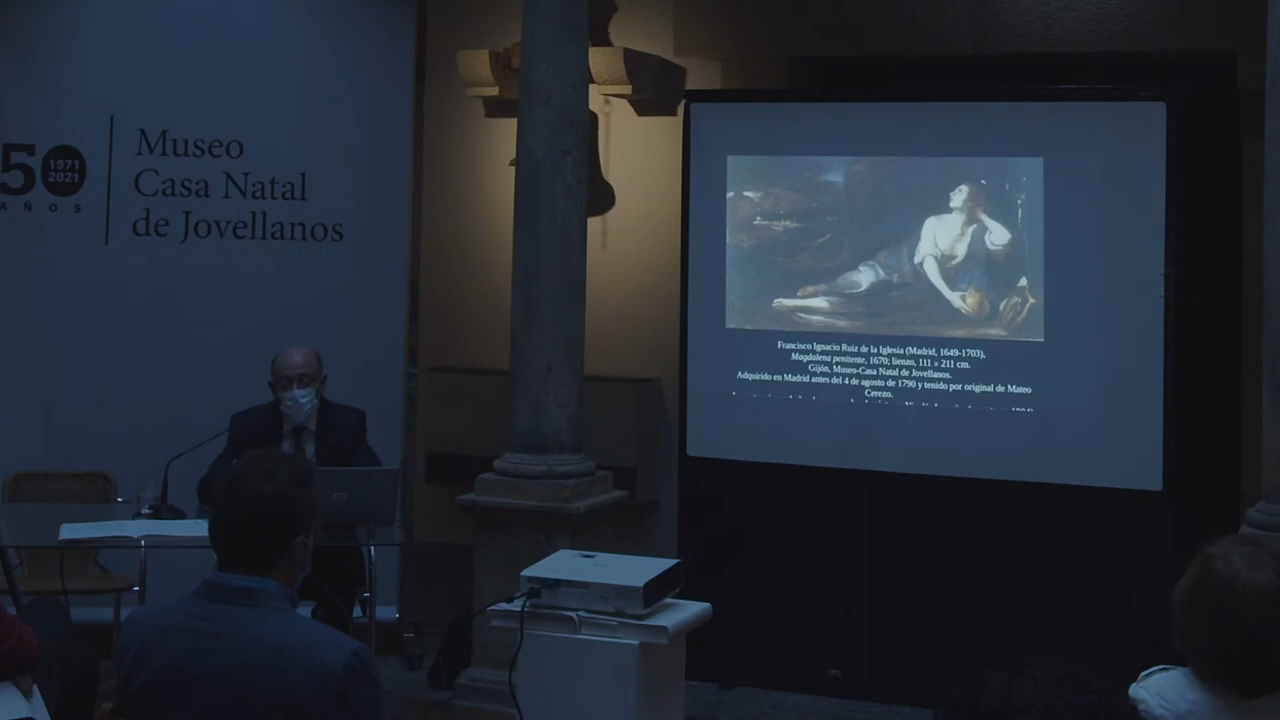 50
1971
2021
AÑOS
Museo
Casa Natal
de Jovellanos
Francisco Ignacio Ruiz de la Iglesia (Madrid, 1649-1703),
Magdalena penitente, 1670; lienzo, 111 × 211 cm.
Gijón, Museo-Casa Natal de Jovellanos.
Adquirido en Madrid antes del 4 de agosto de 1790 y tenido por original de Mateo
Cerezo.